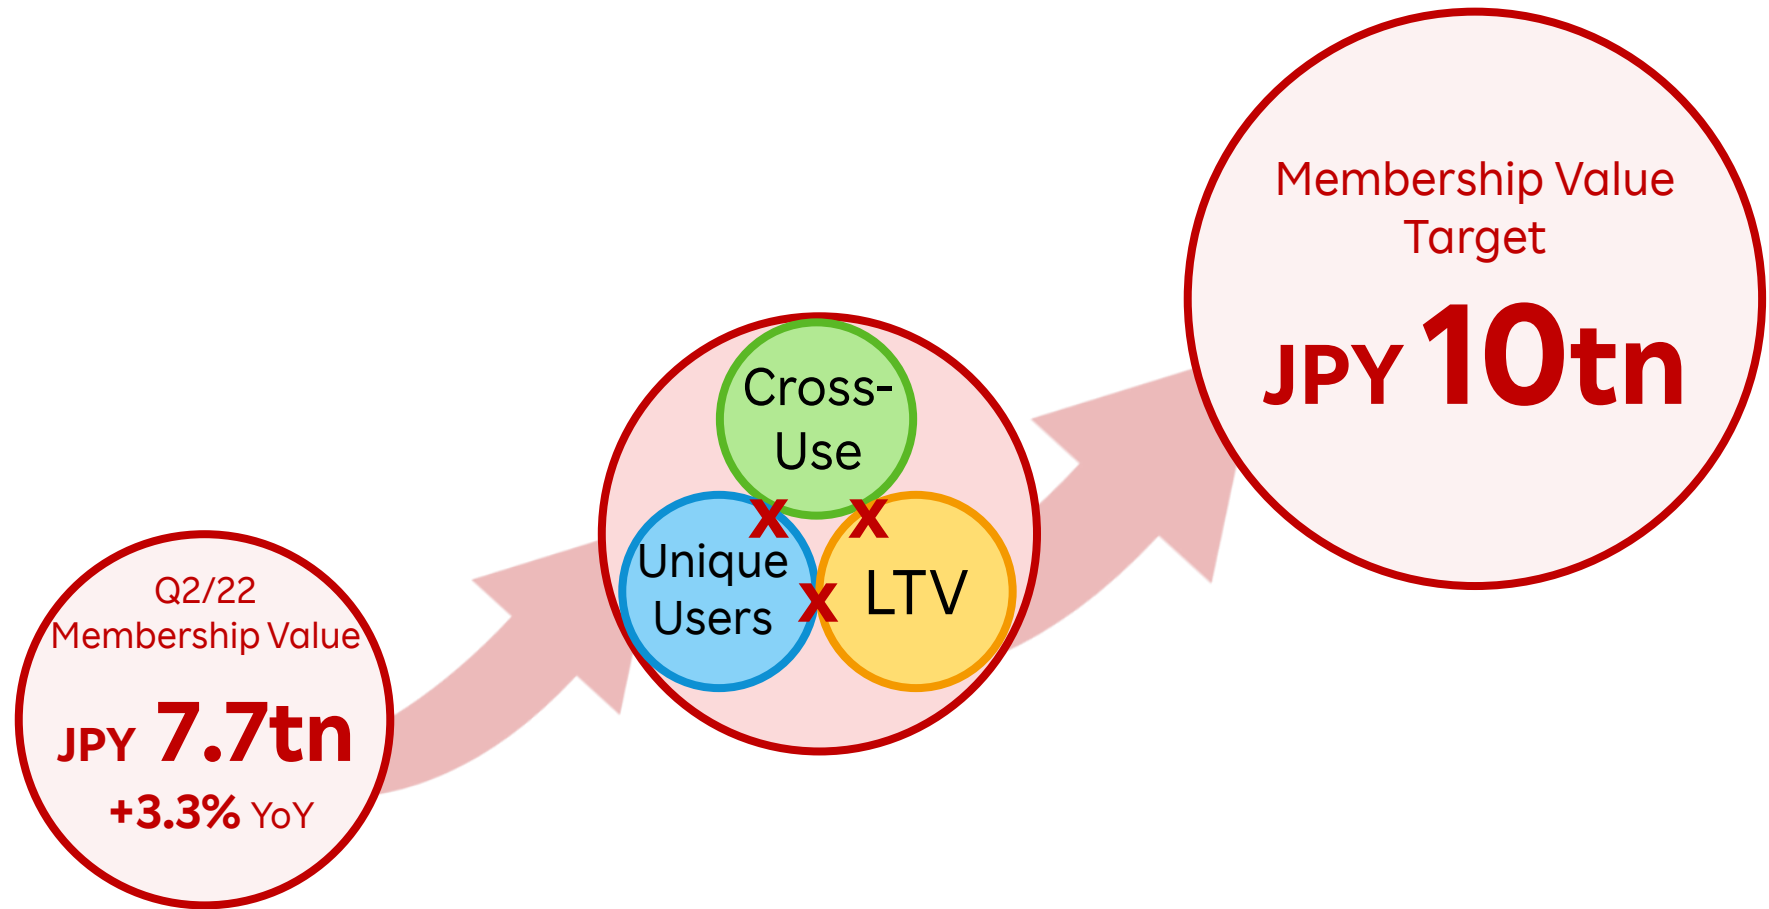 Q2/22
Membership Value
JPY 7.7tn
+3.3% YoY
Cross-
Use
x x
Unique
Users
x
LTV
Membership Value
Target
JPY 10tn